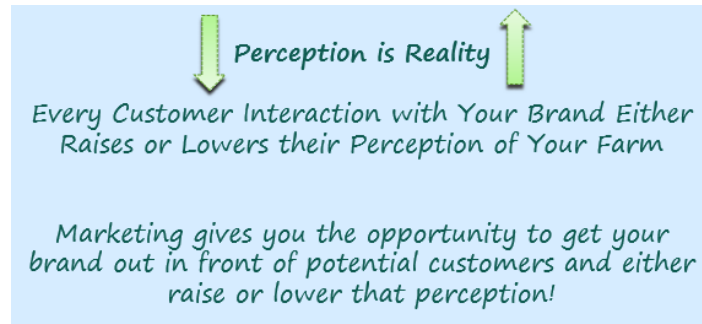 Perception is Reality
Every Customer Interaction with Your Brand Either
Raises or Lowers their Perception of Your Farm
Marketing gives you the opportunity to get your
brand out in front of potential customers and either
raise or lower that perception!